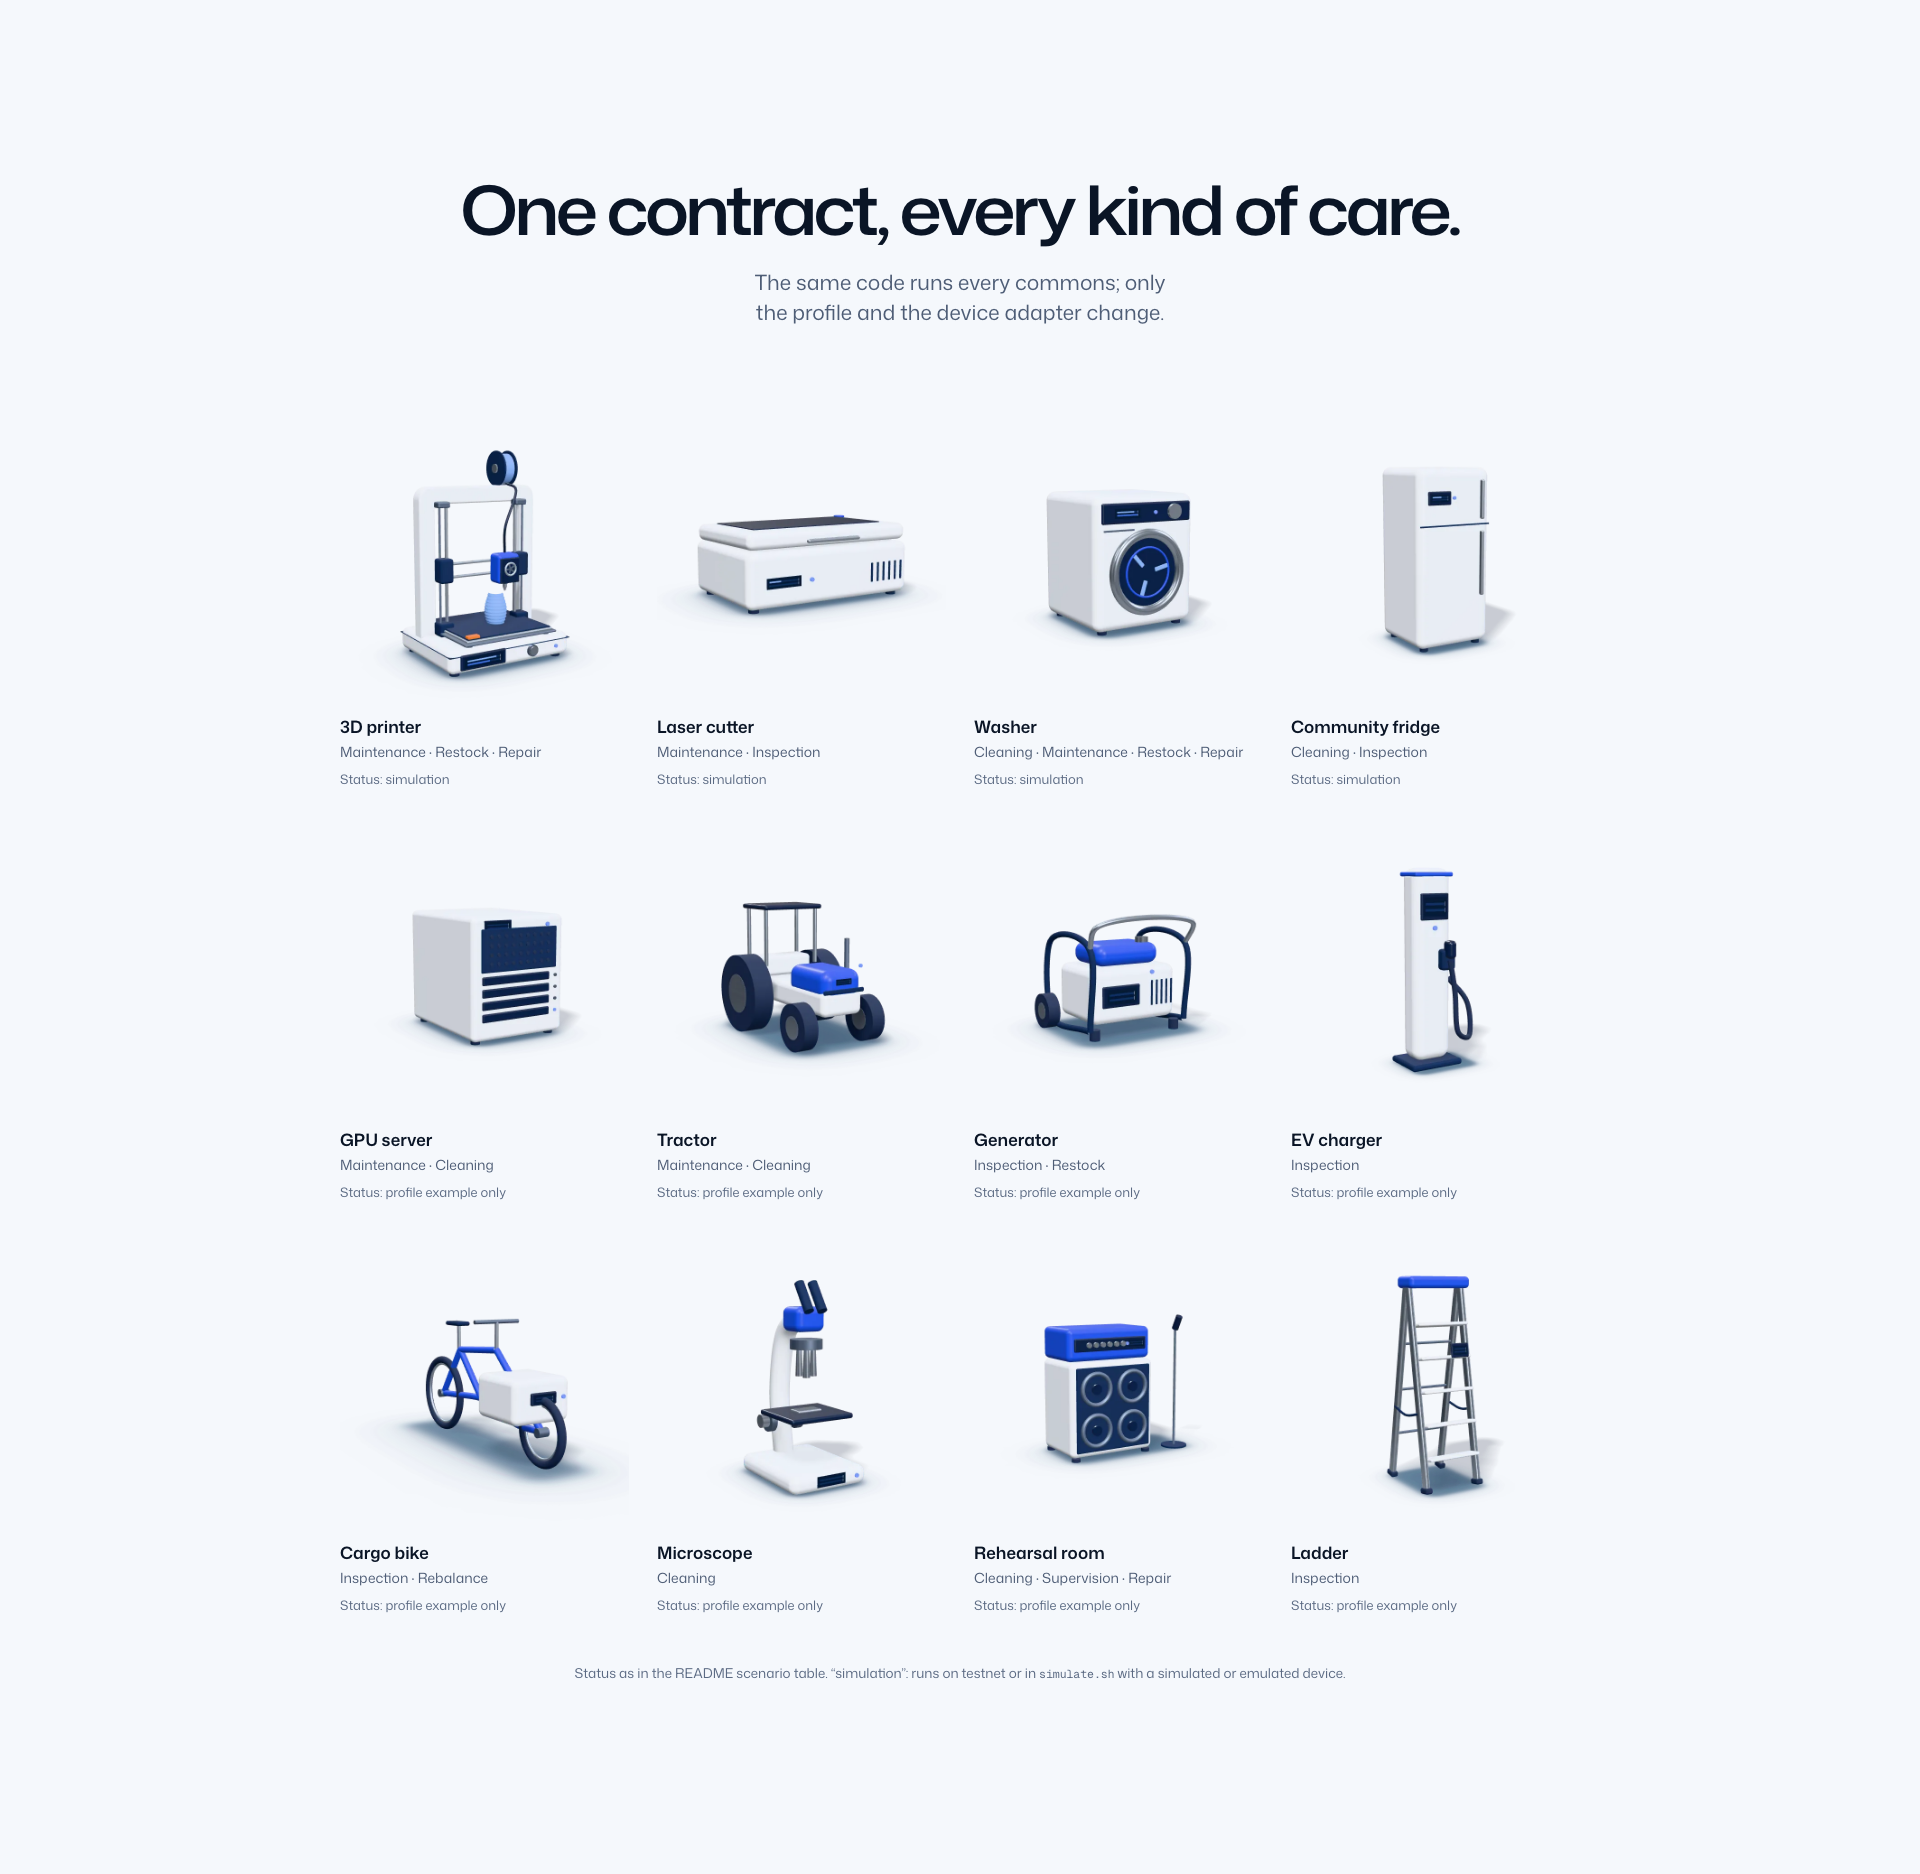 One contract, every kind of care.
The same code runs every commons; only
the profile and the device adapter change.
3D printer
Maintenance · Restock · Repair
Status: simulation
Laser cutter
Maintenance · Inspection
Status: simulation
Washer
Cleaning · Maintenance · Restock · Repair
Status: simulation
Community fridge
Cleaning · Inspection
Status: simulation
GPU server
Maintenance · Cleaning
Status: profile example only
Tractor
Maintenance · Cleaning
Status: profile example only
Generator
Inspection · Restock
Status: profile example only
EV charger
Inspection
Status: profile example only
Cargo bike
Inspection · Rebalance
Status: profile example only
Microscope
Cleaning
Status: profile example only
Rehearsal room
Cleaning · Supervision · Repair
Status: profile example only
Ladder
Inspection
Status: profile example only
Status as in the README scenario table. “simulation”: runs on testnet or in simulate.sh with a simulated or emulated device.